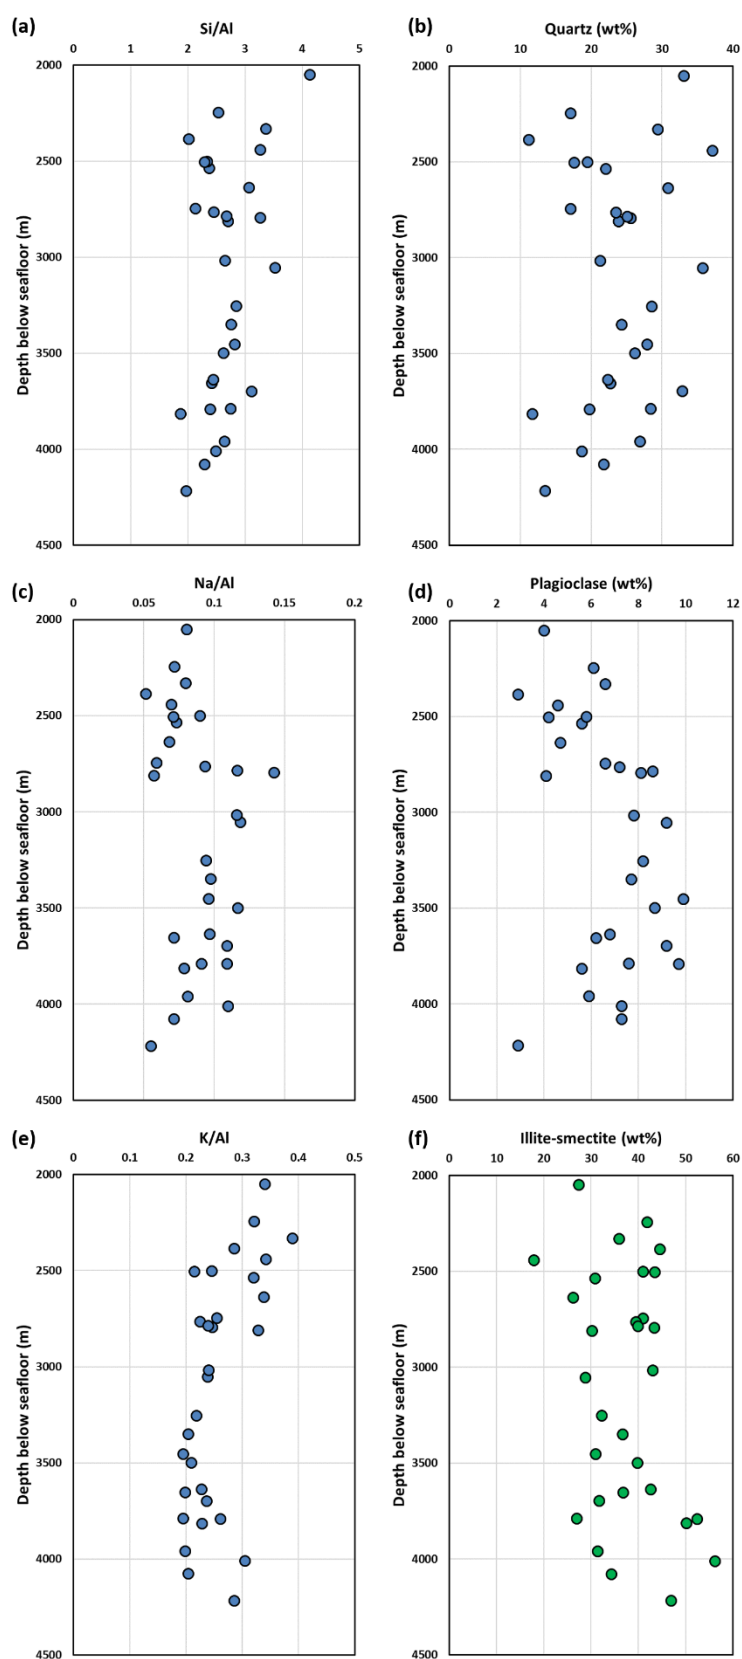 (a) Si/Al (b) Quartz (wt%)
0 1 2 3 4 5 0 10 20 30 40
2000 2000
2500 2500
3000 3000
3500 3500
4000 4000
4500 4500
Depth below seafloor (m) Depth below seafloor (m)
(c) Na/Al (d) Plagioclase (wt%)
0 0.05 0.1 0.15 0.2 0 2 4 6 8 10 12
2000 2000
2500 2500
3000 3000
3500 3500
4000 4000
4500 4500
Depth below seafloor (m) Depth below seafloor (m)
(e) K/Al (f) Illite-smectite (wt%)
0 0.1 0.2 0.3 0.4 0.5 0 10 20 30 40 50 60
2000 2000
2500 2500
3000 3000
3500 3500
4000 4000
4500 4500
Depth below seafloor (m) Depth below seafloor (m)